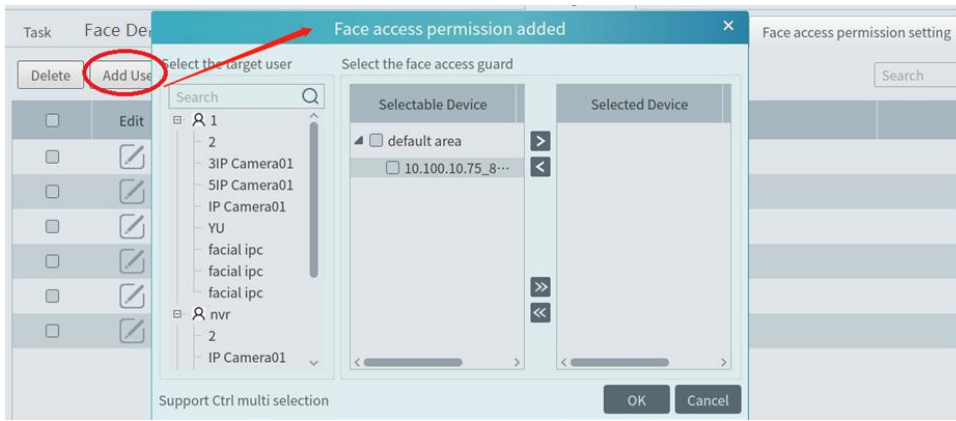 Task
Face De
Face access permission added
×
Face access permission setting
Delete
Add Use
Select the target user
Select the face access guard
Search
Search
Edit
Selectable Device
Selected Device
1
2
3IP Camera01
5IP Camera01
IP Camera01
YU
facial ipc
facial ipc
facial ipc
nvr
2
IP Camera01
default area
10.100.10.75_8···
>
<
>>
<<
Support Ctrl multi selection
OK
Cancel